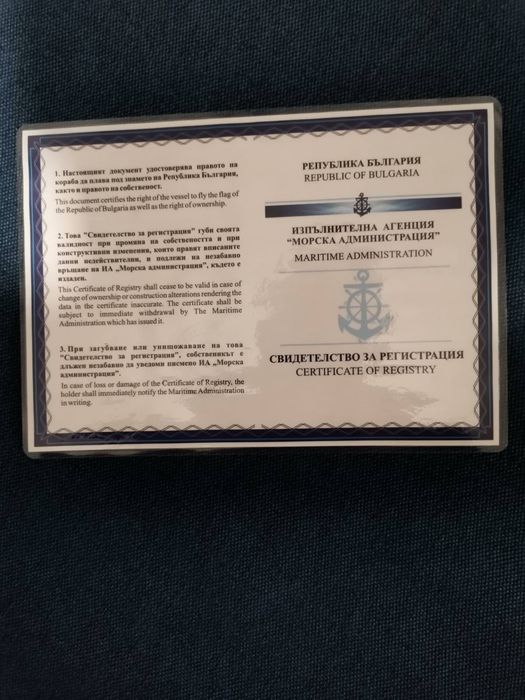 1. Настоящият документ удостоверява правото на
кораба да плава под знамето на Република България,
както и правото на собственост.
This document certifies the right of the vessel to fly the flag of
the Republic of Bulgaria as well as the right of ownership.
2. Това "Свидетелство за регистрация" губи своята
валидност при промяна на собствеността и при
конструктивни изменения, които правят вписаните
данни недействителни, и подлежи на незабавно
връщане на ИА „Морска администрация", където е
издаден.
This Certificate of Registry shall cease to be valid in case of
change of ownership or construction alterations rendering the
data in the certificate inaccurate. The certificate shall be
subject to immediate withdrawal by The Maritime
Administration which has issued it.
3. При загубване или унищожаване на това
"Свидетелство за регистрация", собственикът е
длъжен незабавно да уведоми писмено ИА „Морска
администрация".
In case of loss or damage of the Certificate of Registry, the
holder shall immediately notify the Maritime Administration
in writing.
РЕПУБЛИКА БЪЛГАРИЯ
REPUBLIC OF BULGARIA
ИЗПЪЛНИТЕЛНА АГЕНЦИЯ
"МОРСКА АДМИНИСТРАЦИЯ"
MARITIME ADMINISTRATION
СВИДЕТЕЛСТВО ЗА РЕГИСТРАЦИЯ
CERTIFICATE OF REGISTRY